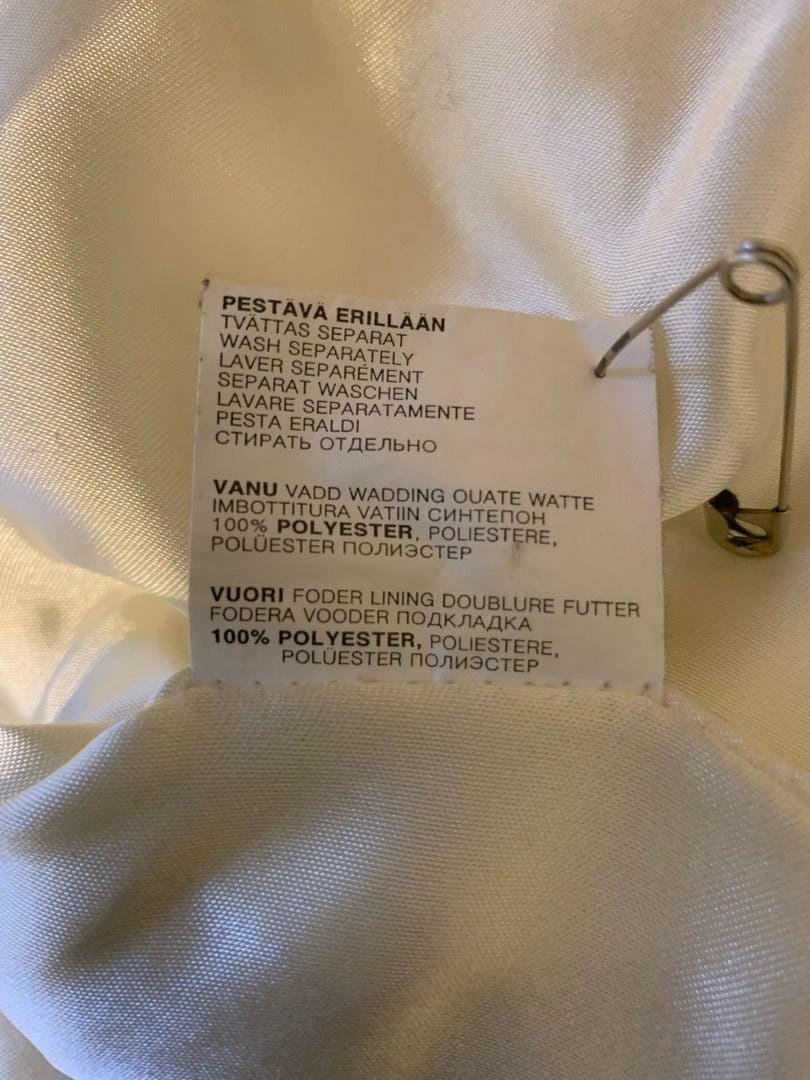 PESTÄVÄ ERILLÄÄN
TVÄTTAS SEPARAT
WASH SEPARATELY
LAVER SEPARÉMENT
SEPARAT WASCHEN
LAVARE SEPARATAMENTE
PESTA ERALDI
СТИРАТЬ ОТДЕЛЬНО
VANU VADD WADDING OUATE WATTE
IMBOTTITURA VATIIN СИНТЕПОН
100% POLYESTER, POLIESTERE,
POLÜESTER ПОЛИЭСТЕР
VUORI FODER LINING DOUBLURE FUTTER
FODERA VOODER ПОДКЛАДКА
100% POLYESTER, POLIESTERE,
POLÜESTER ПОЛИЭСТЕР